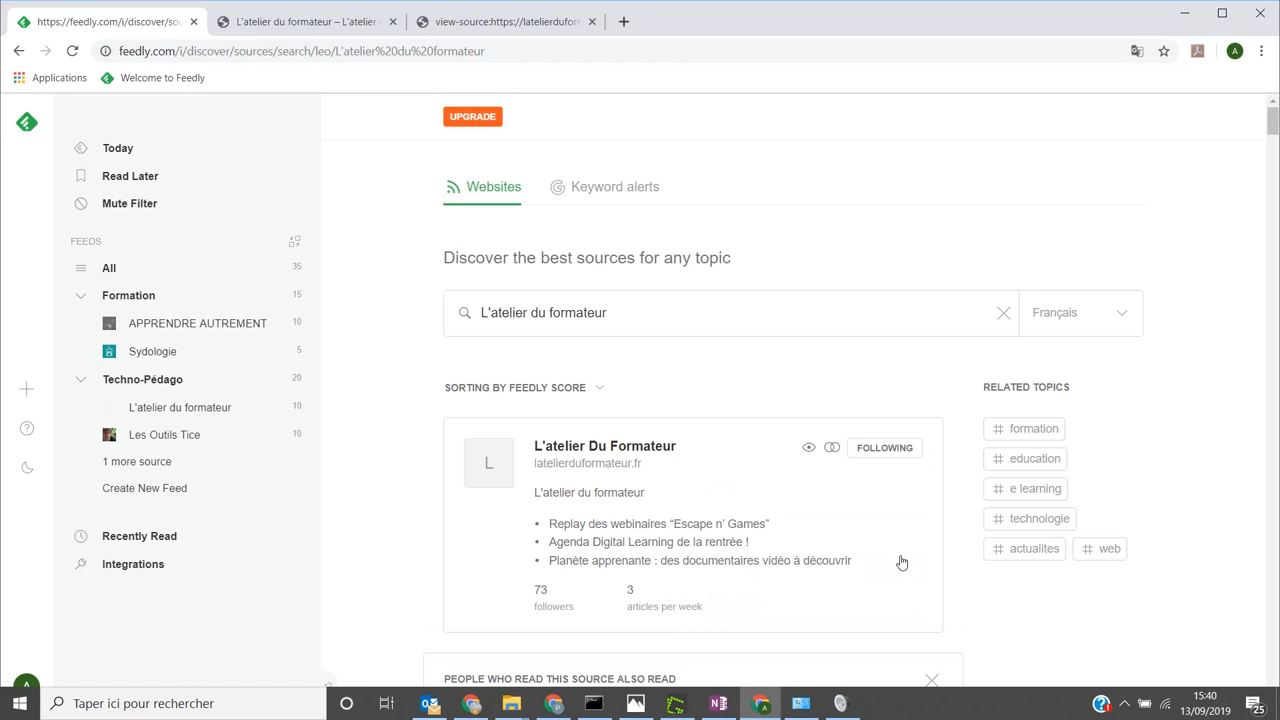 https://feedly.com/i/discover/sou
L'atelier du formateur – L'atelier
view-source:https://latelierduform
feedly.com/i/discover/sources/search/leo/L'atelier%20du%20formateur
A
Applications
Welcome to Feedly
UPGRADE
Today
Read Later
Mute Filter
FEEDS
All 35
Formation 15
APPRENDRE AUTREMENT 10
Sydologie 5
Techno-Pédago 20
L'atelier du formateur 10
Les Outils Tice 10
1 more source
Create New Feed
Recently Read
Integrations
Websites
Keyword alerts
Discover the best sources for any topic
L'atelier du formateur
Français
SORTING BY FEEDLY SCORE
L
L'atelier Du Formateur
FOLLOWING
latelierduformateur.fr
L'atelier du formateur
• Replay des webinaires “Escape n’ Games”
• Agenda Digital Learning de la rentrée !
• Planète apprenante : des documentaires vidéo à découvrir
73 3
followers articles per week
PEOPLE WHO READ THIS SOURCE ALSO READ
RELATED TOPICS
# formation
# education
# e learning
# technologie
# actualites
# web
Taper ici pour rechercher
15:40
13/09/2019
25